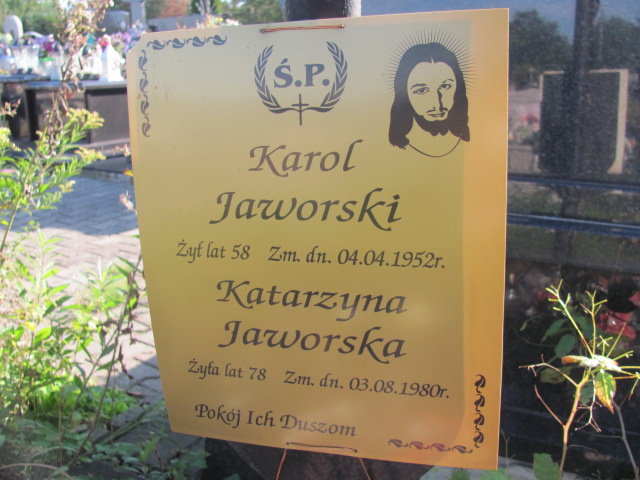 Ś.P.
Karol
Jaworski
Żył lat 58 Zm. dn. 04.04.1952r.
Katarzyna
Jaworska
Żyła lat 78 Zm. dn. 03.08.1980r.
Pokój Ich Duszom